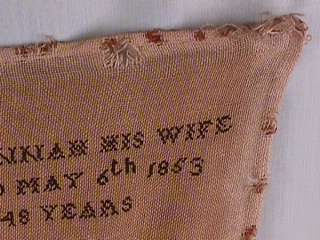 NNAH HIS WIFE
D MAY 6th 1853
48 YEARS